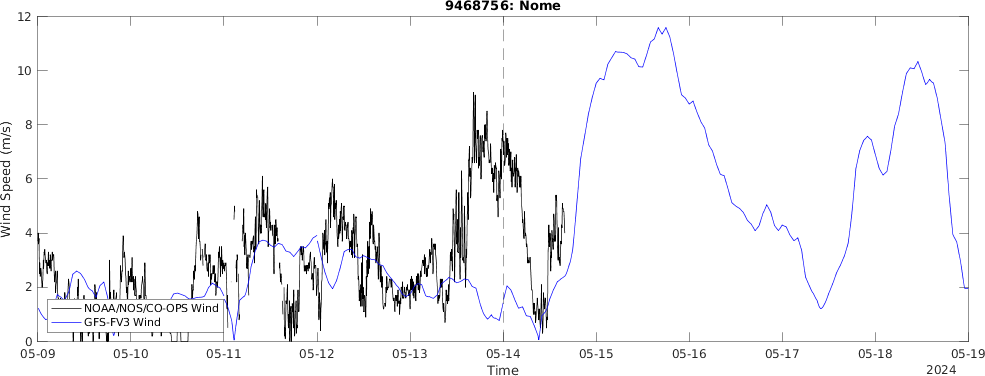 9468756: Nome
12
10
8
6
4
2
0
Wind Speed (m/s)
NOAA/NOS/CO-OPS Wind
GFS-FV3 Wind
05-09 05-10 05-11 05-12 05-13 05-14 05-15 05-16 05-17 05-18 05-19
Time
2024